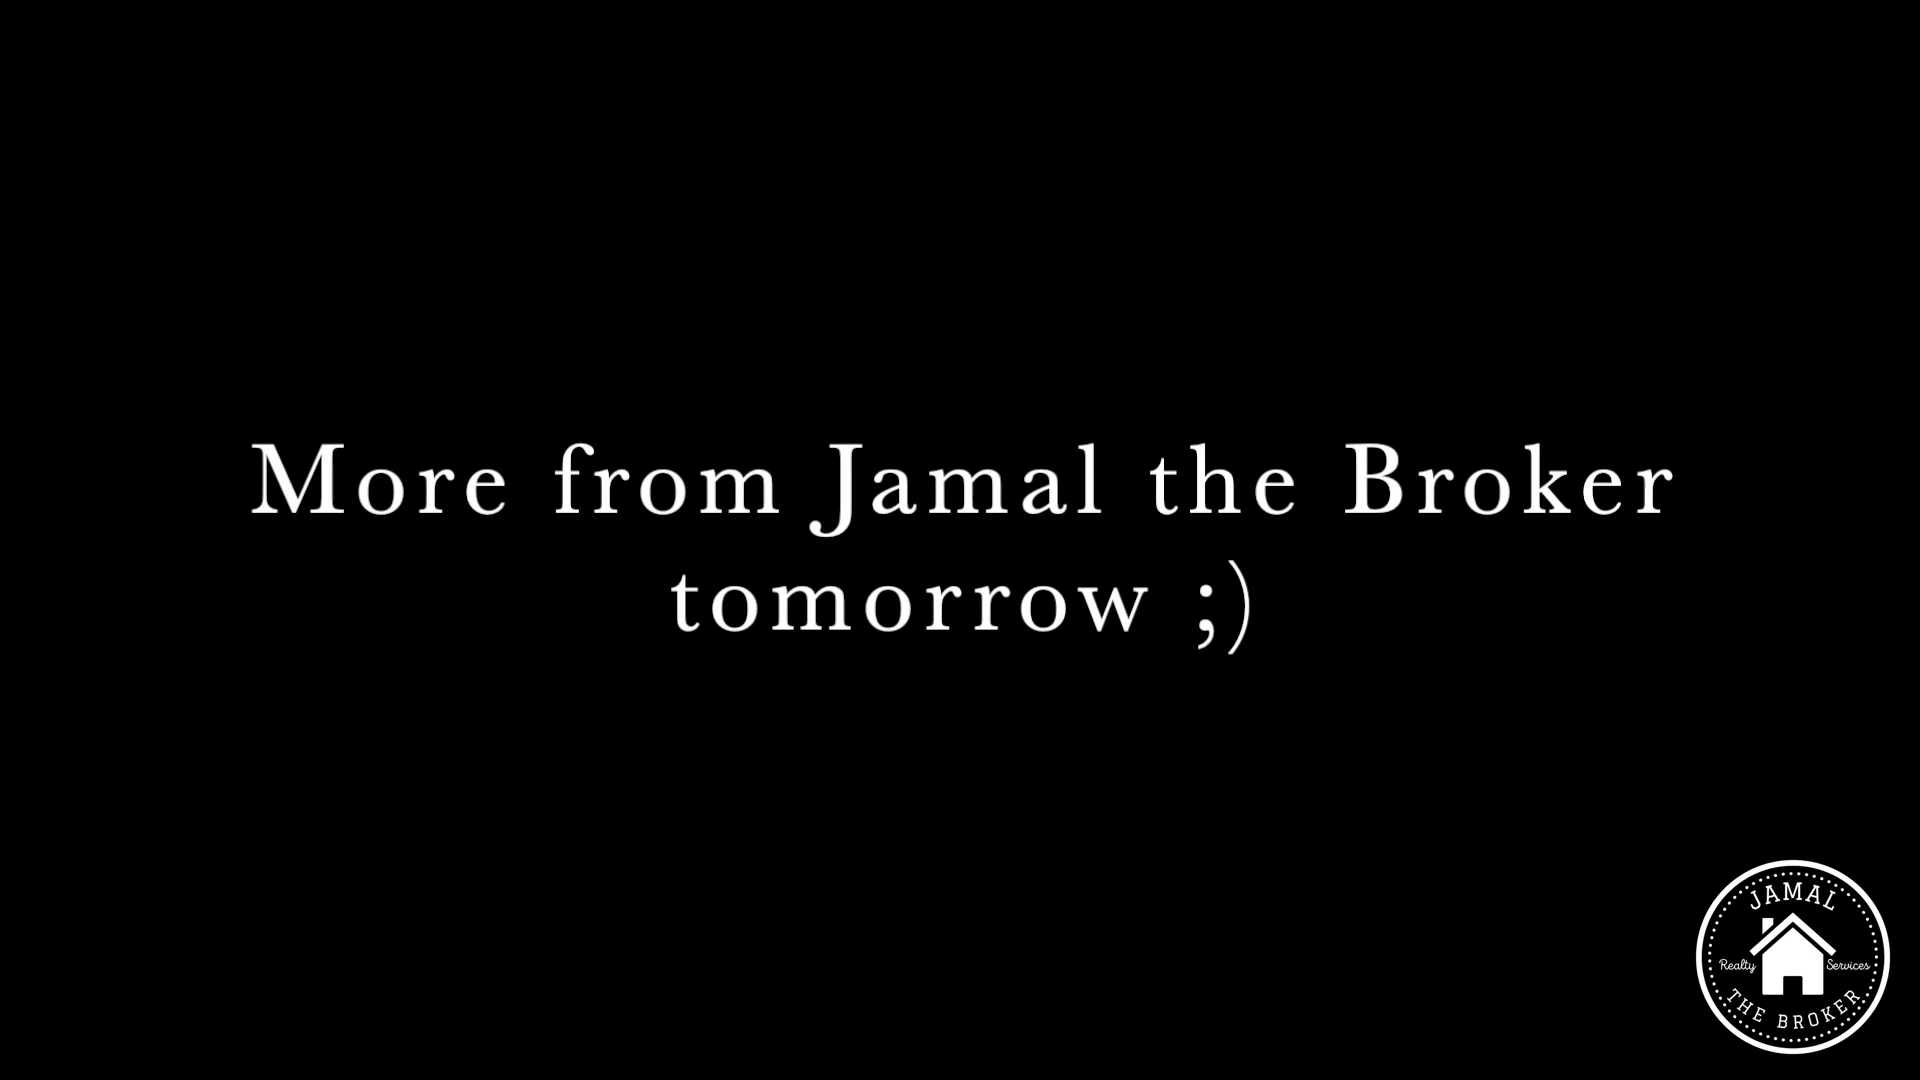 More from Jamal the Broker
tomorrow ;)
JAMAL
Realty Services
THE BROKER